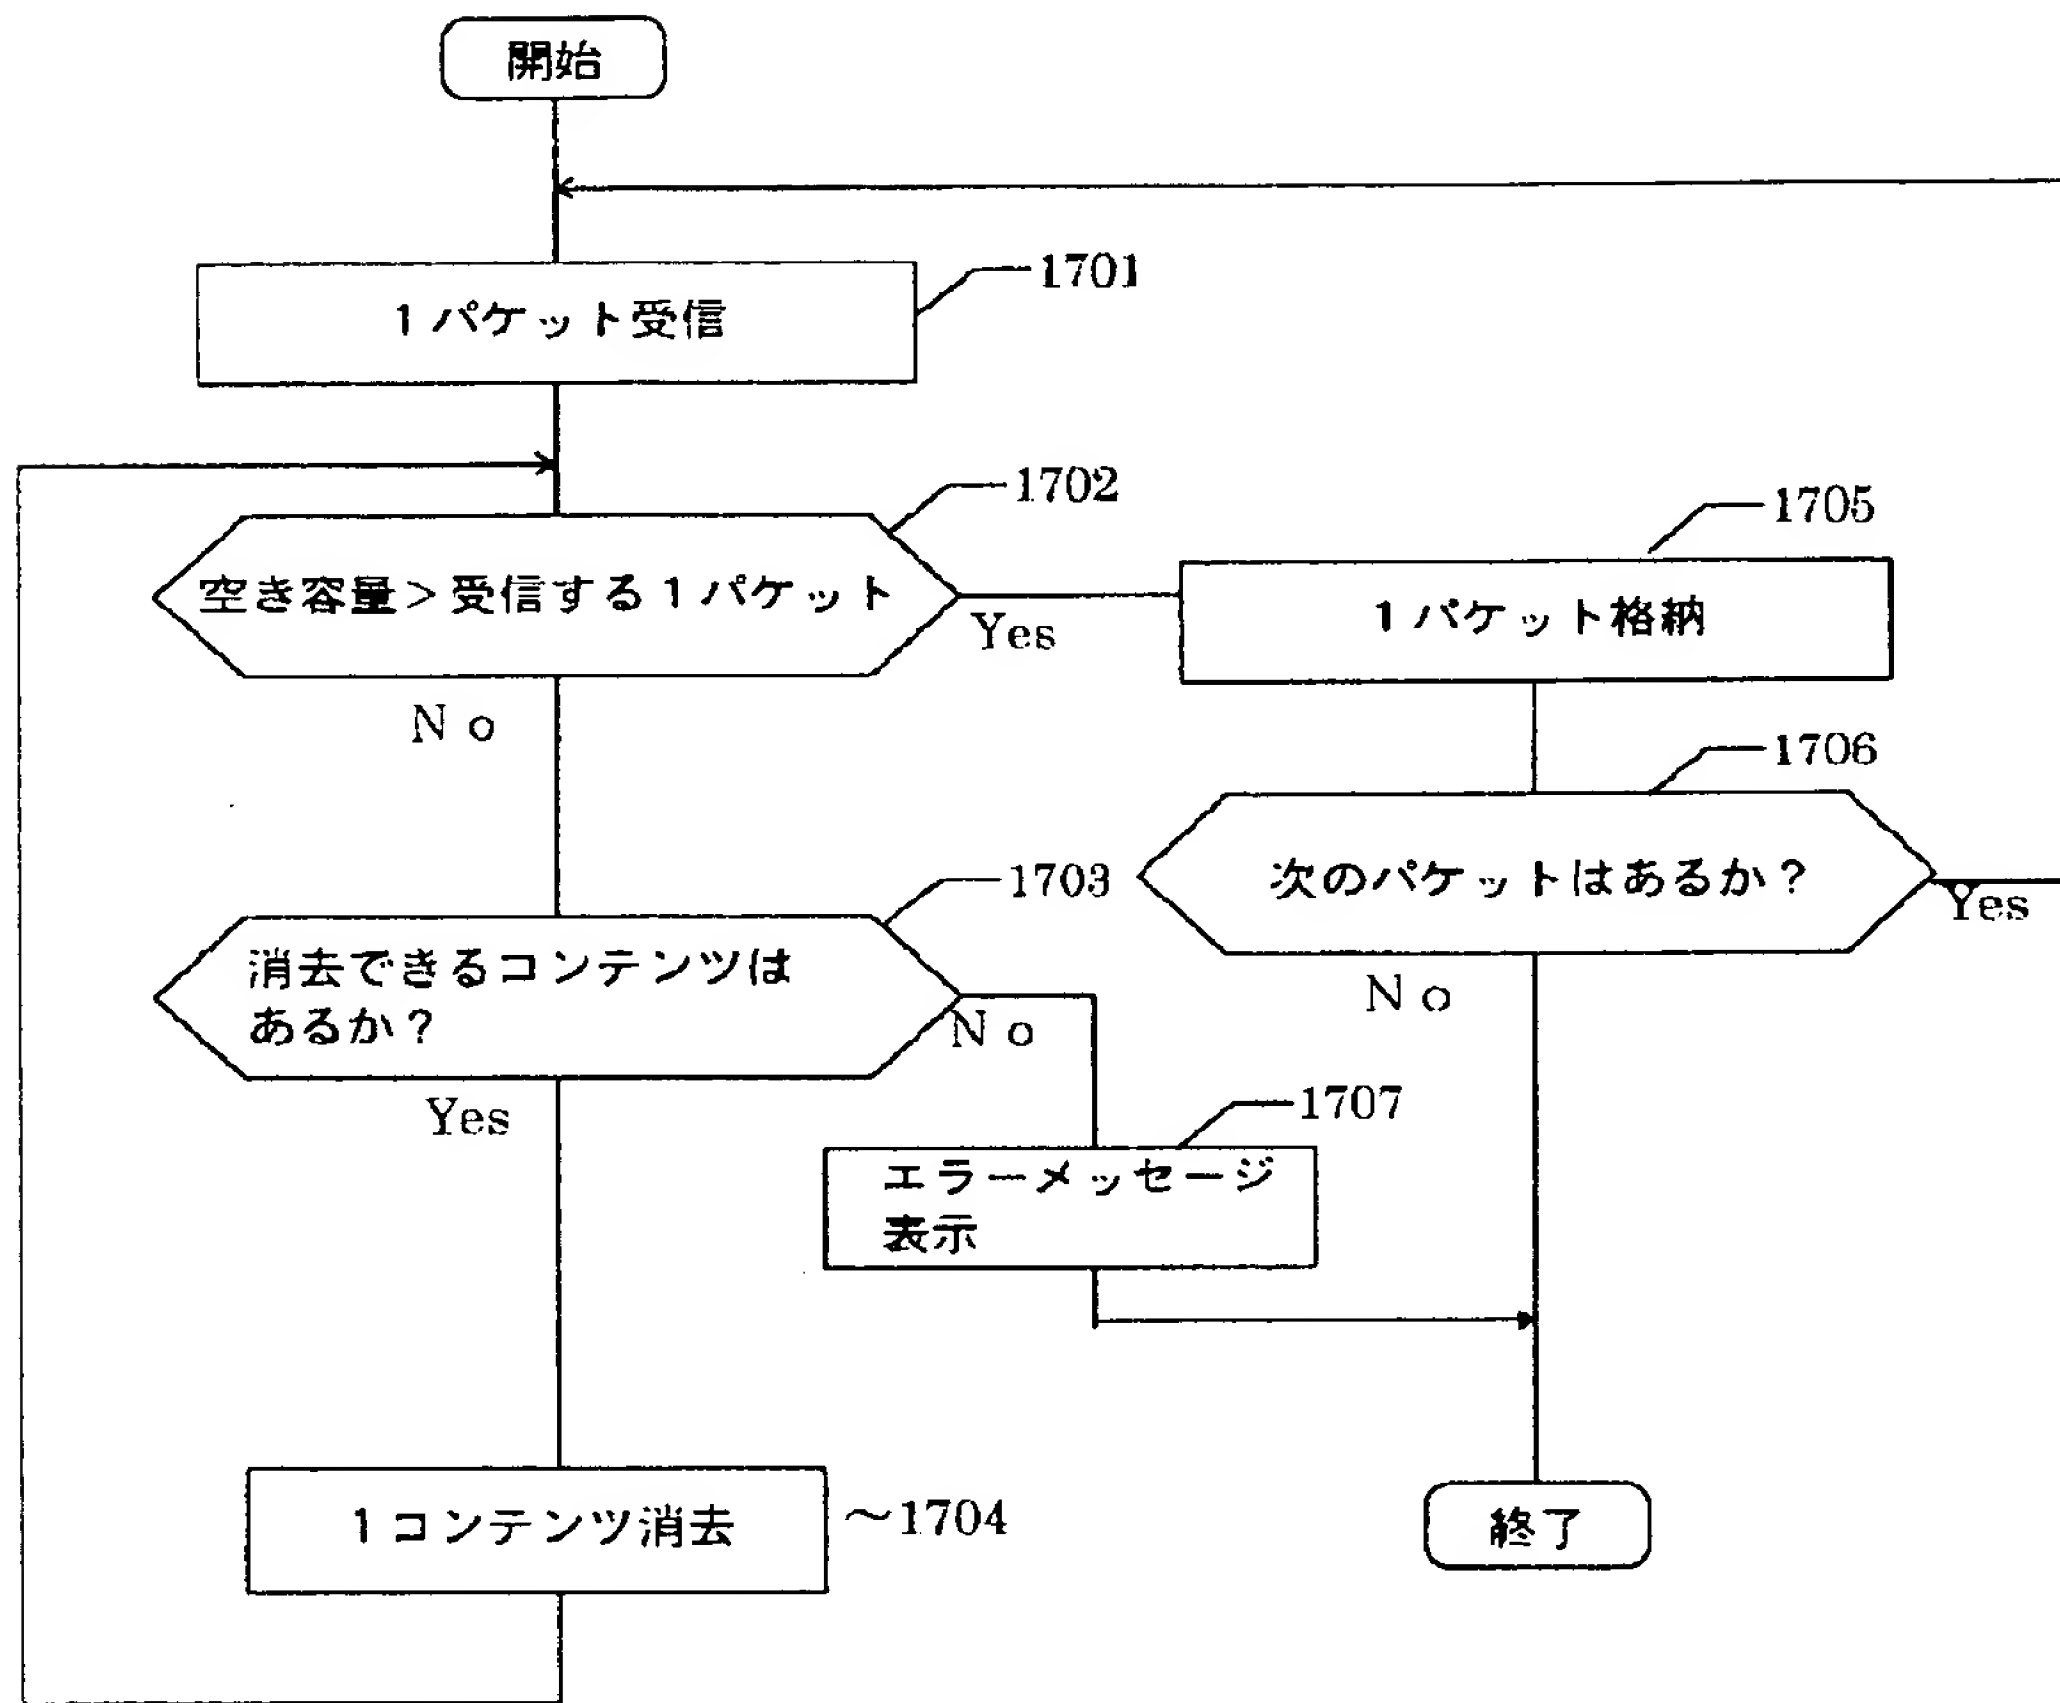 開始
1701
1パケット受信
1702
空き容量>受信する1パケット
Yes
No
1705
1パケット格納
1706
次のパケットはあるか？
Yes
No
1703
消去できるコンテンツは
あるか？
No
Yes
1707
エラーメッセージ
表示
1コンテンツ消去
~1704
終了